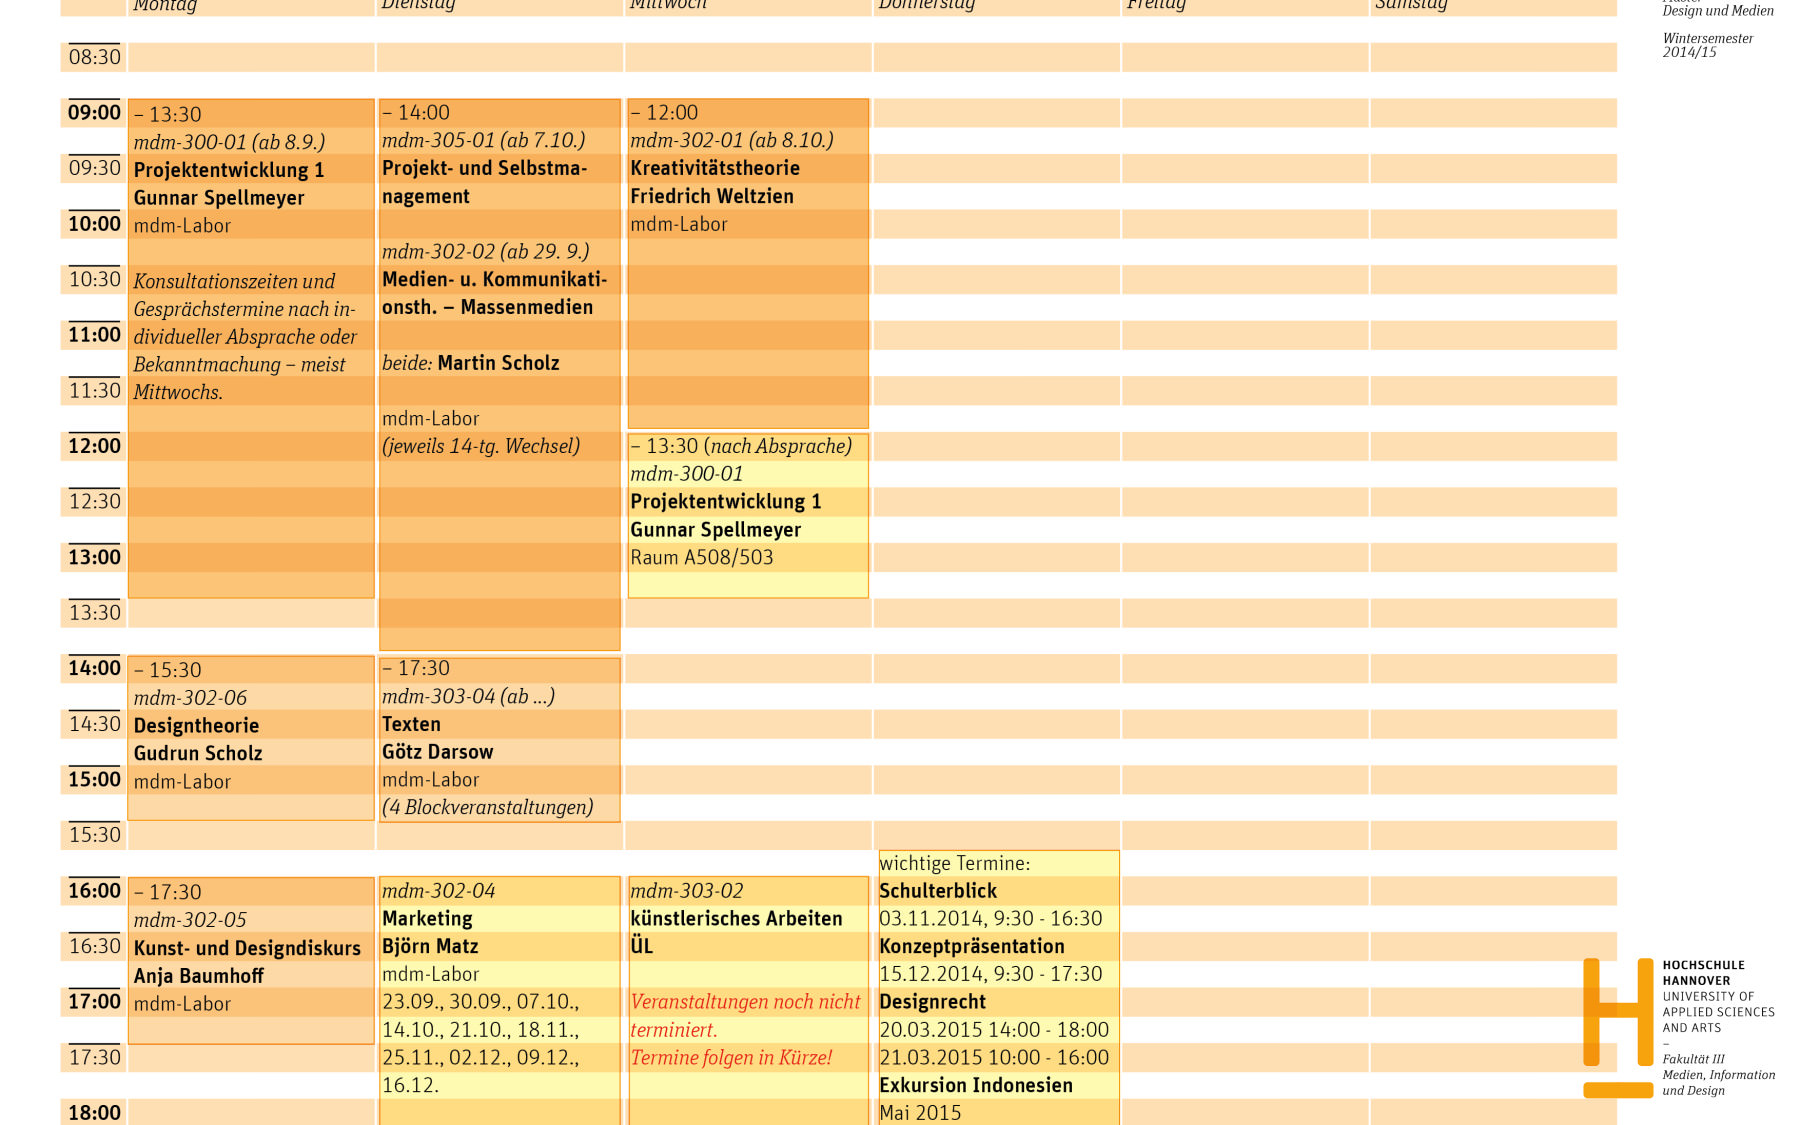 Montag
Dienstag
Mittwoch
Donnerstag
Freitag
Samstag
Design und Medien
Wintersemester
2014/15
08:30
09:00
09:30
10:00
10:30
11:00
11:30
12:00
12:30
13:00
13:30
14:00
14:30
15:00
15:30
16:00
16:30
17:00
17:30
18:00
– 13:30
mdm-300-01 (ab 8.9.)
Projektentwicklung 1
Gunnar Spellmeyer
mdm-Labor
Konsultationszeiten und
Gesprächstermine nach in-
dividueller Absprache oder
Bekanntmachung – meist
Mittwochs.
– 15:30
mdm-302-06
Designtheorie
Gudrun Scholz
mdm-Labor
– 17:30
mdm-302-05
Kunst- und Designdiskurs
Anja Baumhoff
mdm-Labor
– 14:00
mdm-305-01 (ab 7.10.)
Projekt- und Selbstma-
nagement
mdm-302-02 (ab 29. 9.)
Medien- u. Kommunikati-
onsth. – Massenmedien
beide: Martin Scholz
mdm-Labor
(jeweils 14-tg. Wechsel)
– 17:30
mdm-303-04 (ab ...)
Texten
Götz Darsow
mdm-Labor
(4 Blockveranstaltungen)
mdm-302-04
Marketing
Björn Matz
mdm-Labor
23.09., 30.09., 07.10.,
14.10., 21.10., 18.11.,
25.11., 02.12., 09.12.,
16.12.
– 12:00
mdm-302-01 (ab 8.10.)
Kreativitätstheorie
Friedrich Weltzien
mdm-Labor
– 13:30 (nach Absprache)
mdm-300-01
Projektentwicklung 1
Gunnar Spellmeyer
Raum A508/503
mdm-303-02
künstlerisches Arbeiten
ÜL
Veranstaltungen noch nicht
terminiert.
Termine folgen in Kürze!
wichtige Termine:
Schulterblick
03.11.2014, 9:30 - 16:30
Konzeptpräsentation
15.12.2014, 9:30 - 17:30
Designrecht
20.03.2015 14:00 - 18:00
21.03.2015 10:00 - 16:00
Exkursion Indonesien
Mai 2015
HOCHSCHULE
HANNOVER
UNIVERSITY OF
APPLIED SCIENCES
AND ARTS
–
Fakultät III
Medien, Information
und Design